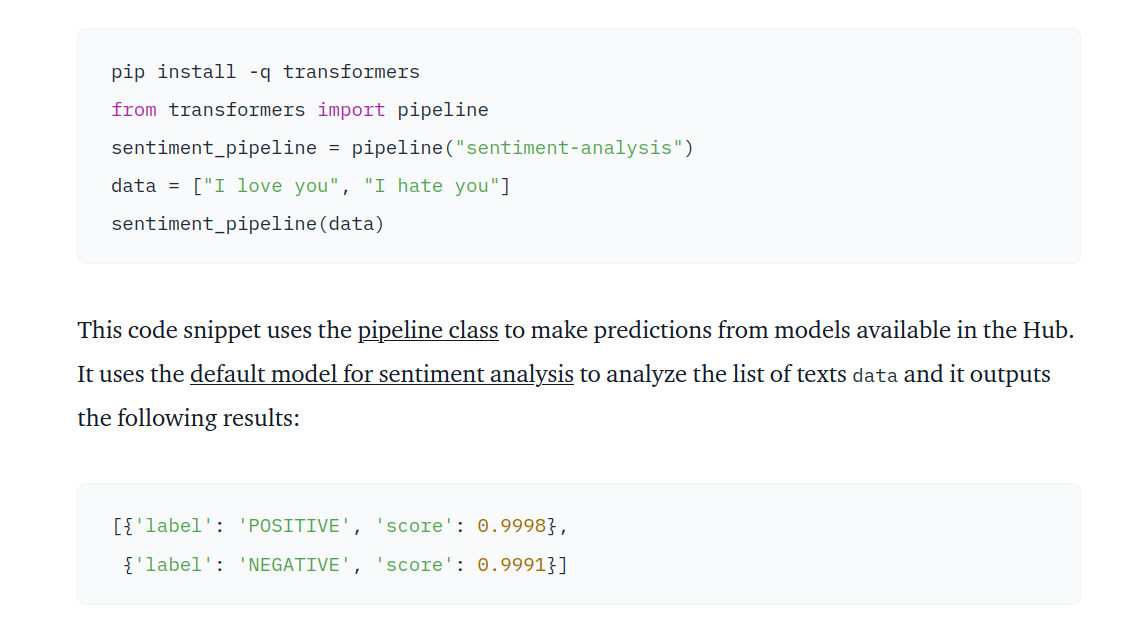 pip install -q transformers
from transformers import pipeline
sentiment_pipeline = pipeline("sentiment-analysis")
data = ["I love you", "I hate you"]
sentiment_pipeline(data)
This code snippet uses the pipeline class to make predictions from models available in the Hub.
It uses the default model for sentiment analysis to analyze the list of texts data and it outputs
the following results:
[{'label': 'POSITIVE', 'score': 0.9998},
 {'label': 'NEGATIVE', 'score': 0.9991}]